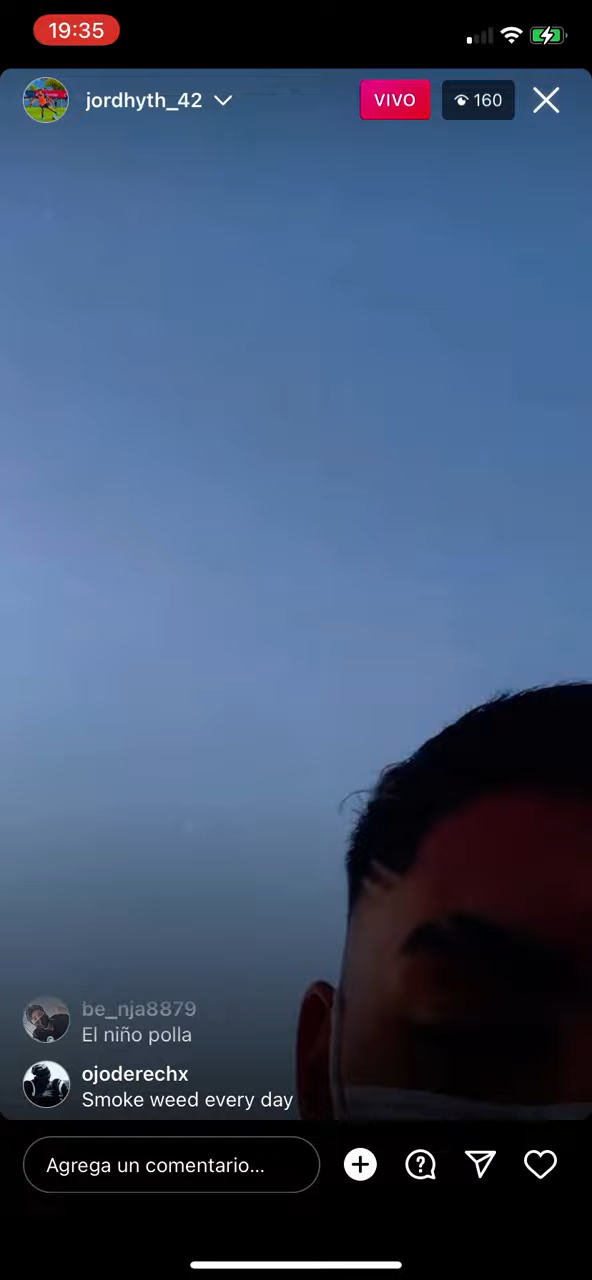 19:35
jordhyth_42
VIVO
160
be_nja8879
El niño polla
ojoderechx
Smoke weed every day
Agrega un comentario...